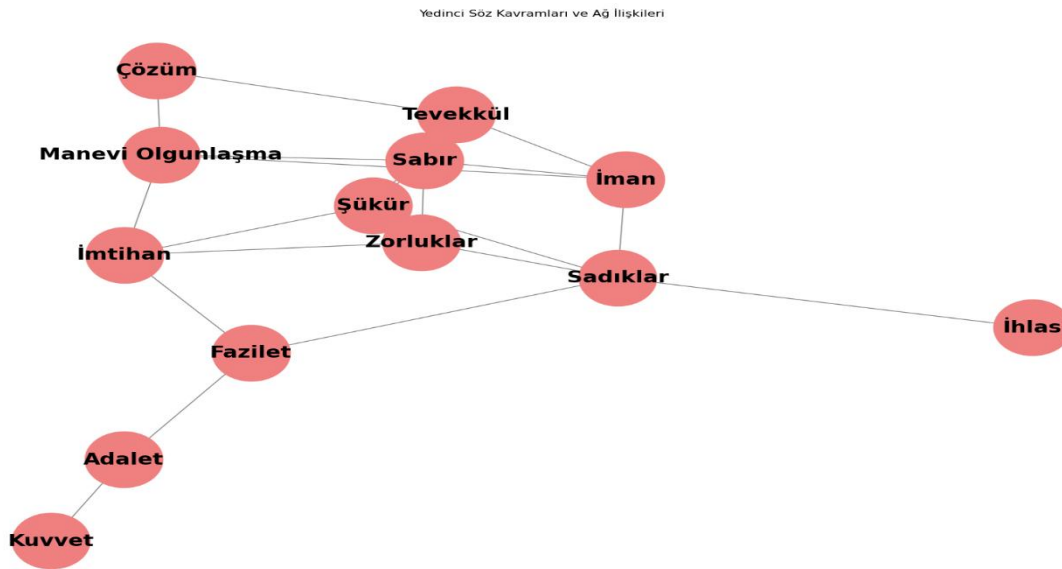 Yedinci Söz Kavramları ve Ağ İlişkileri
Çözüm
Tevekkül
Manevi Olgunlaşma
Sabır
İman
Şükür
Zorluklar
İmtihan
Sadıklar
İhlas
Fazilet
Adalet
Kuvvet